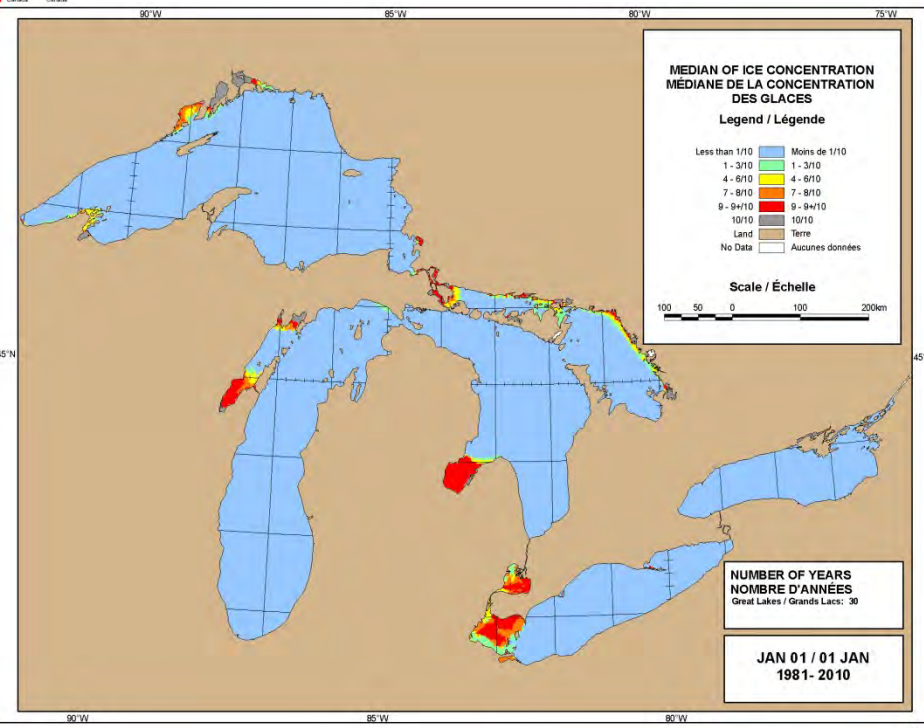 Canada Canada
90°W 85°W 80°W 75°W
MEDIAN OF ICE CONCENTRATION
MÉDIANE DE LA CONCENTRATION
DES GLACES
Legend / Légende
Less than 1/10 Moins de 1/10
1 - 3/10 1 - 3/10
4 - 6/10 4 - 6/10
7 - 8/10 7 - 8/10
9 - 9+/10 9 - 9+/10
10/10 10/10
Land Terre
No Data Aucunes données
Scale / Échelle
100 50 0 100 200km
45°N
NUMBER OF YEARS
NOMBRE D'ANNÉES
Great Lakes / Grands Lacs: 30
JAN 01 / 01 JAN
1981- 2010
90°W 85°W 80°W